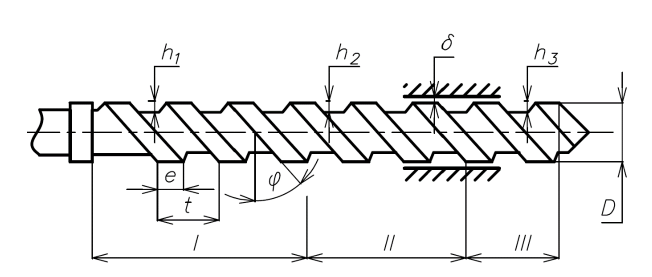 h1 h2 δ h3
e φ
t D
I II III